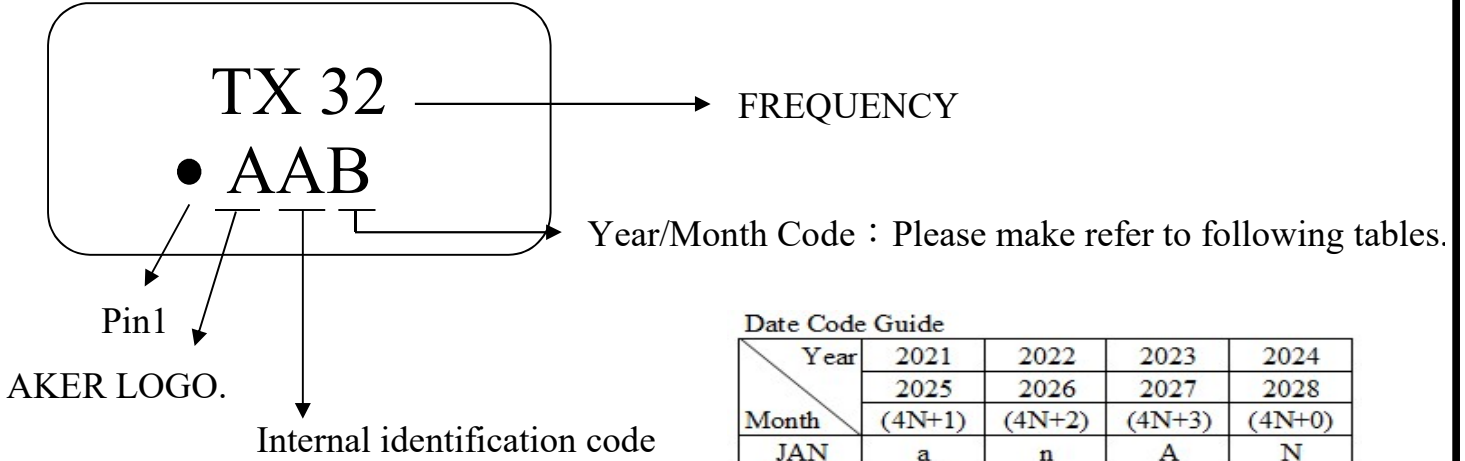 TX 32
FREQUENCY
• AAB
Year/Month Code：Please make refer to following tables.
Pin1
AKER LOGO.
Internal identification code
Date Code Guide
Year 2021 2022 2023 2024
2025 2026 2027 2028
Month (4N+1) (4N+2) (4N+3) (4N+0)
JAN a n A N